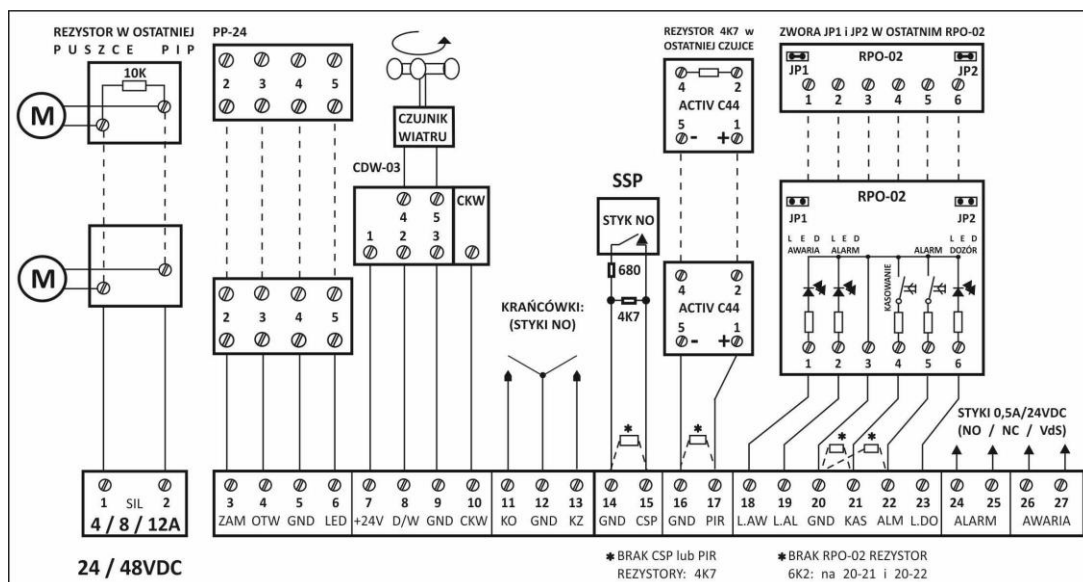 REZYSTOR W OSTATNIEJ
PUSZCE PIP
10K
M
M
PP-24
2 3 4 5
2 3 4 5
CZUJNIK
WIATRU
CDW-03
CKW
4 5
1 2 3
KRAŃCÓWKI:
(STYKI NO)
SSP
STYK NO
680
4K7
REZYSTOR 4K7 w
OSTATNIEJ CZUJCE
4 2
ACTIV C44
5 - + 1
4 2
ACTIV C44
5 - + 1
ZWORA JP1 i JP2 W OSTATNIM RPO-02
RPO-02
JP1 JP2
1 2 3 4 5 6
RPO-02
JP1 JP2
LED LED LED
AWARIA ALARM ALARM DOZÓR
KASOWANIE
1 2 3 4 5 6
STYKI 0,5A/24VDC
(NO / NC / VdS)
* * * *
1 SIL 2
4 / 8 / 12A
24 / 48VDC
3 4 5 6 7 8 9 10 11 12 13 14 15 16 17 18 19 20 21 22 23 24 25 26 27
ZAM OTW GND LED +24V D/W GND CKW KO GND KZ GND CSP GND PIR L.AW L.AL GND KAS ALM L.DO ALARM AWARIA
* BRAK CSP lub PIR
REZYSTORY: 4K7
* BRAK RPO-02 REZYSTOR
6K2: na 20-21 i 20-22